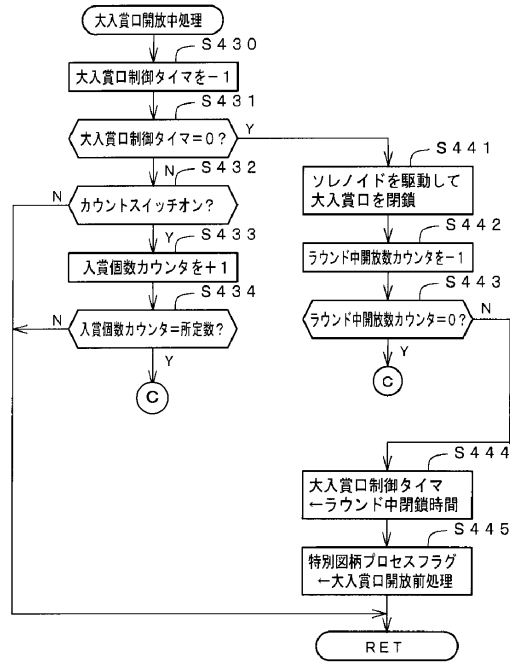 大入賞口開放中処理
S430
大入賞口制御タイマを－1
S431
大入賞口制御タイマ＝0？
Y
N
S432
カウントスイッチオン？
N
Y
S433
入賞個数カウンタを＋1
S434
入賞個数カウンタ＝所定数？
N
Y
C
S441
ソレノイドを駆動して
大入賞口を閉鎖
S442
ラウンド中開放数カウンタを－1
S443
ラウンド中開放数カウンタ＝0？
N
Y
C
S444
大入賞口制御タイマ
←ラウンド中閉鎖時間
S445
特別図柄プロセスフラグ
←大入賞口開放前処理
RET